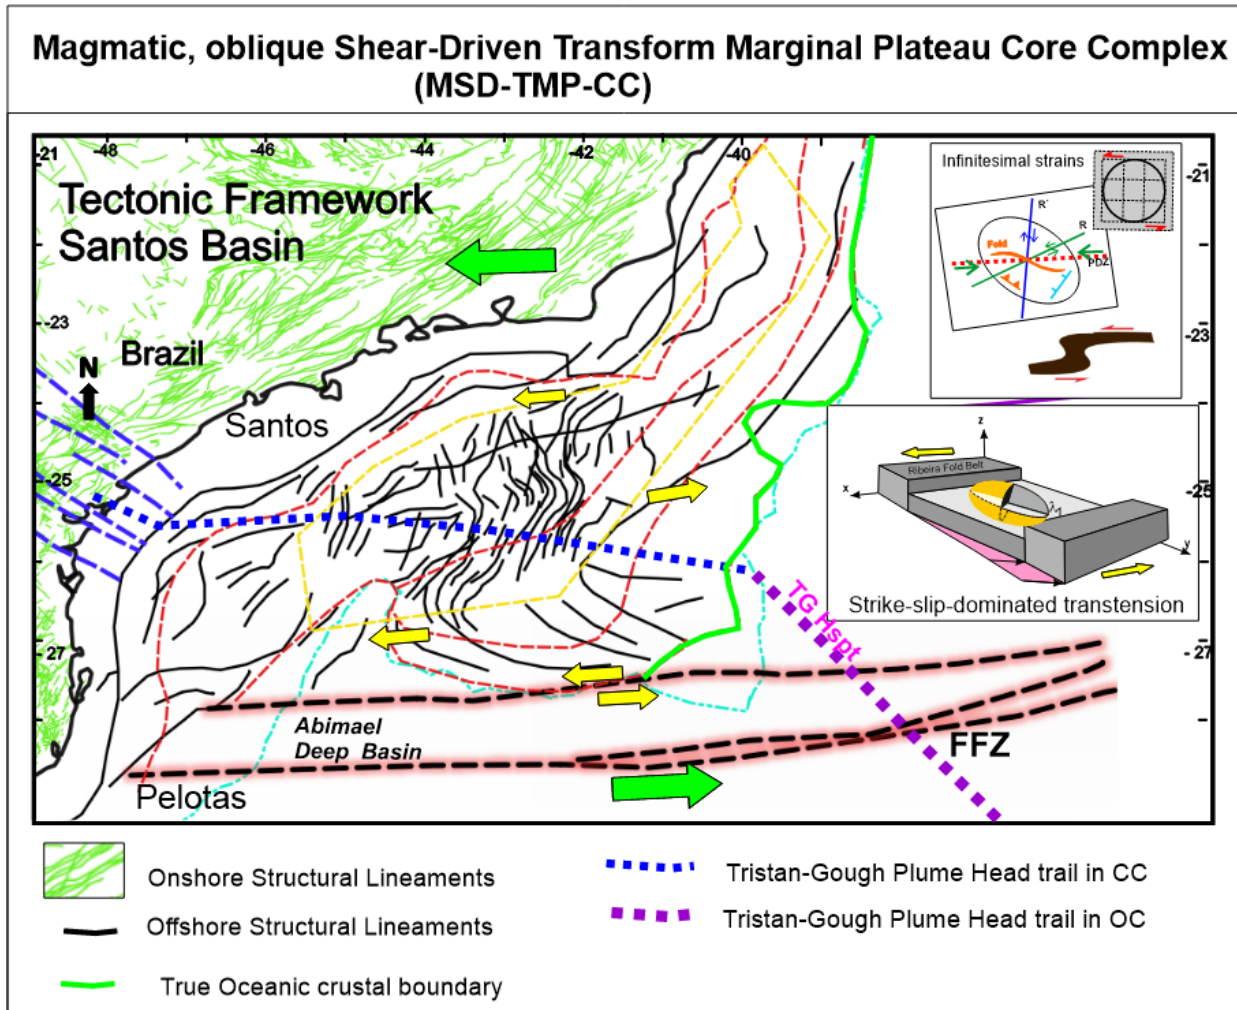 Magmatic, oblique Shear-Driven Transform Marginal Plateau Core Complex
(MSD-TMP-CC)
-21
-48
-46
-44
-42
-40
-21
Tectonic Framework
Santos Basin
Infinitesimal strains
R´
R
Fold
PDZ
-23
-23
Brazil
N
Santos
z
Ribeira Fold Belt
x
λ1
y
-25
-25
Strike-slip-dominated transtension
TG Hspt
27
- 27
Abimael
Deep Basin
FFZ
Pelotas
Onshore Structural Lineaments
Offshore Structural Lineaments
True Oceanic crustal boundary
Tristan-Gough Plume Head trail in CC
Tristan-Gough Plume Head trail in OC